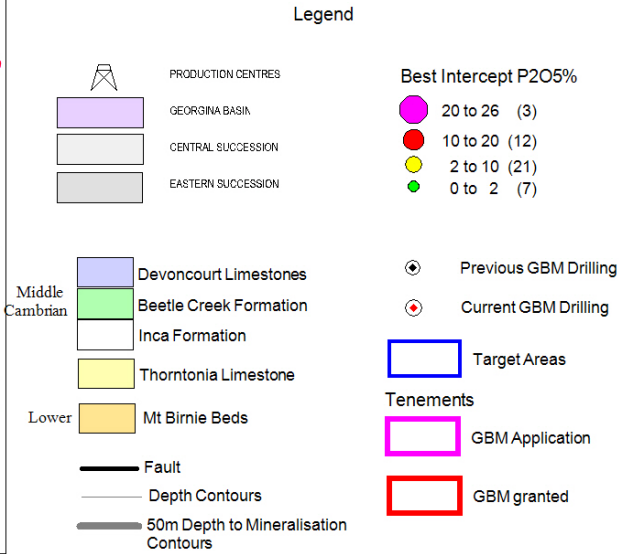 Legend
PRODUCTION CENTRES
GEORGINA BASIN
CENTRAL SUCCESSION
EASTERN SUCCESSION
Best Intercept P2O5%
20 to 26 (3)
10 to 20 (12)
2 to 10 (21)
0 to 2 (7)
Middle
Cambrian
Devoncourt Limestones
Beetle Creek Formation
Inca Formation
Thorntonia Limestone
Lower
Mt Birnie Beds
Fault
Depth Contours
50m Depth to Mineralisation
Contours
Previous GBM Drilling
Current GBM Drilling
Target Areas
Tenements
GBM Application
GBM granted